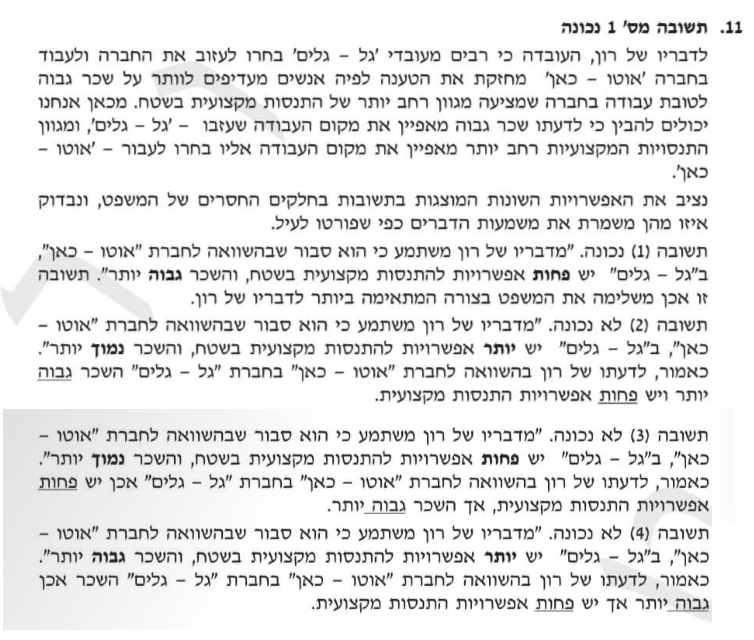 11. תשובה מס' 1 נכונה
לדבריו של רון, העובדה כי רבים מעובדי 'גל – גלים' בחרו לעזוב את החברה ולעבוד
בחברה 'אוטו – כאן' מחזקת את הטענה לפיה אנשים מעדיפים לוותר על שכר גבוה
לטובת עבודה בחברה שמציעה מגוון רחב יותר של התנסות מקצועית בשטח. מכאן אנחנו
יכולים להבין כי לדעתו שכר גבוה מאפיין את מקום העבודה שעזבו – 'גל – גלים', ומגוון
התנסויות המקצועיות רחב יותר מאפיין את מקום העבודה אליו בחרו לעבור – 'אוטו –
כאן'.
נציב את האפשרויות השונות המוצגות בתשובות בחלקים החסרים של המשפט, ונבדוק
איזו מהן משמרת את משמעות הדברים כפי שפורטו לעיל.
תשובה (1) נכונה. "מדבריו של רון משתמע כי הוא סבור שבהשוואה לחברת "אוטו – כאן",
ב"גל – גלים" יש פחות אפשרויות להתנסות מקצועית בשטח, והשכר גבוה יותר". תשובה
זו אכן משלימה את המשפט בצורה המתאימה ביותר לדבריו של רון.
תשובה (2) לא נכונה. "מדבריו של רון משתמע כי הוא סבור שבהשוואה לחברת "אוטו –
כאן", ב"גל – גלים" יש יותר אפשרויות להתנסות מקצועית בשטח, והשכר נמוך יותר".
כאמור, לדעתו של רון בהשוואה לחברת "אוטו – כאן" בחברת "גל – גלים" השכר גבוה
יותר ויש פחות אפשרויות התנסות מקצועית.
תשובה (3) לא נכונה. "מדבריו של רון משתמע כי הוא סבור שבהשוואה לחברת "אוטו –
כאן", ב"גל – גלים" יש פחות אפשרויות להתנסות מקצועית בשטח, והשכר נמוך יותר".
כאמור, לדעתו של רון בהשוואה לחברת "אוטו – כאן" בחברת "גל – גלים" אכן יש פחות
אפשרויות התנסות מקצועית, אך השכר גבוה יותר.
תשובה (4) לא נכונה. "מדבריו של רון משתמע כי הוא סבור שבהשוואה לחברת "אוטו –
כאן", ב"גל – גלים" יש יותר אפשרויות להתנסות מקצועית בשטח, והשכר גבוה יותר".
כאמור, לדעתו של רון בהשוואה לחברת "אוטו – כאן" בחברת "גל – גלים" השכר אכן
גבוה יותר אך יש פחות אפשרויות התנסות מקצועית.